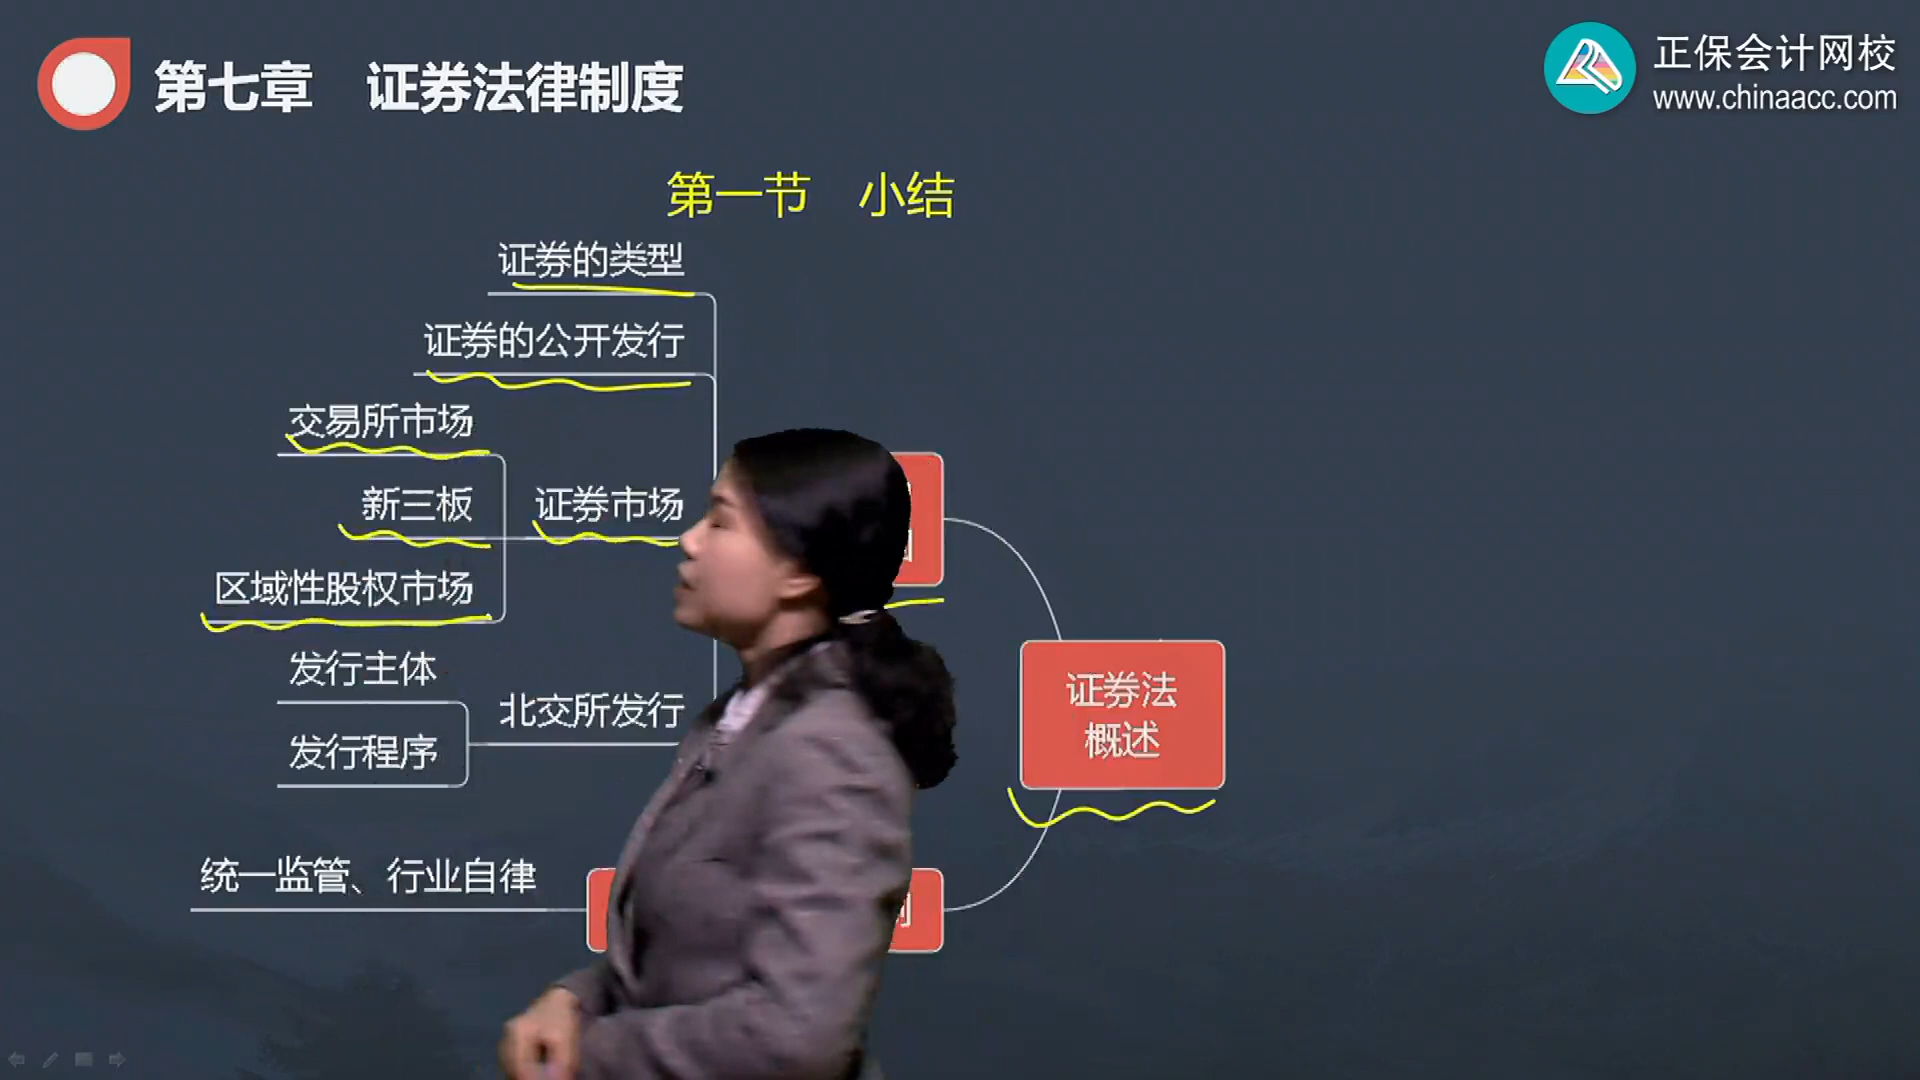 第七章 证券法律制度
正保会计网校
www.chinaacc.com
第一节 小结
证券的类型
证券的公开发行
交易所市场
新三板
证券市场
区域性股权市场
发行主体
北交所发行
发行程序
证券法
概述
统一监管、行业自律